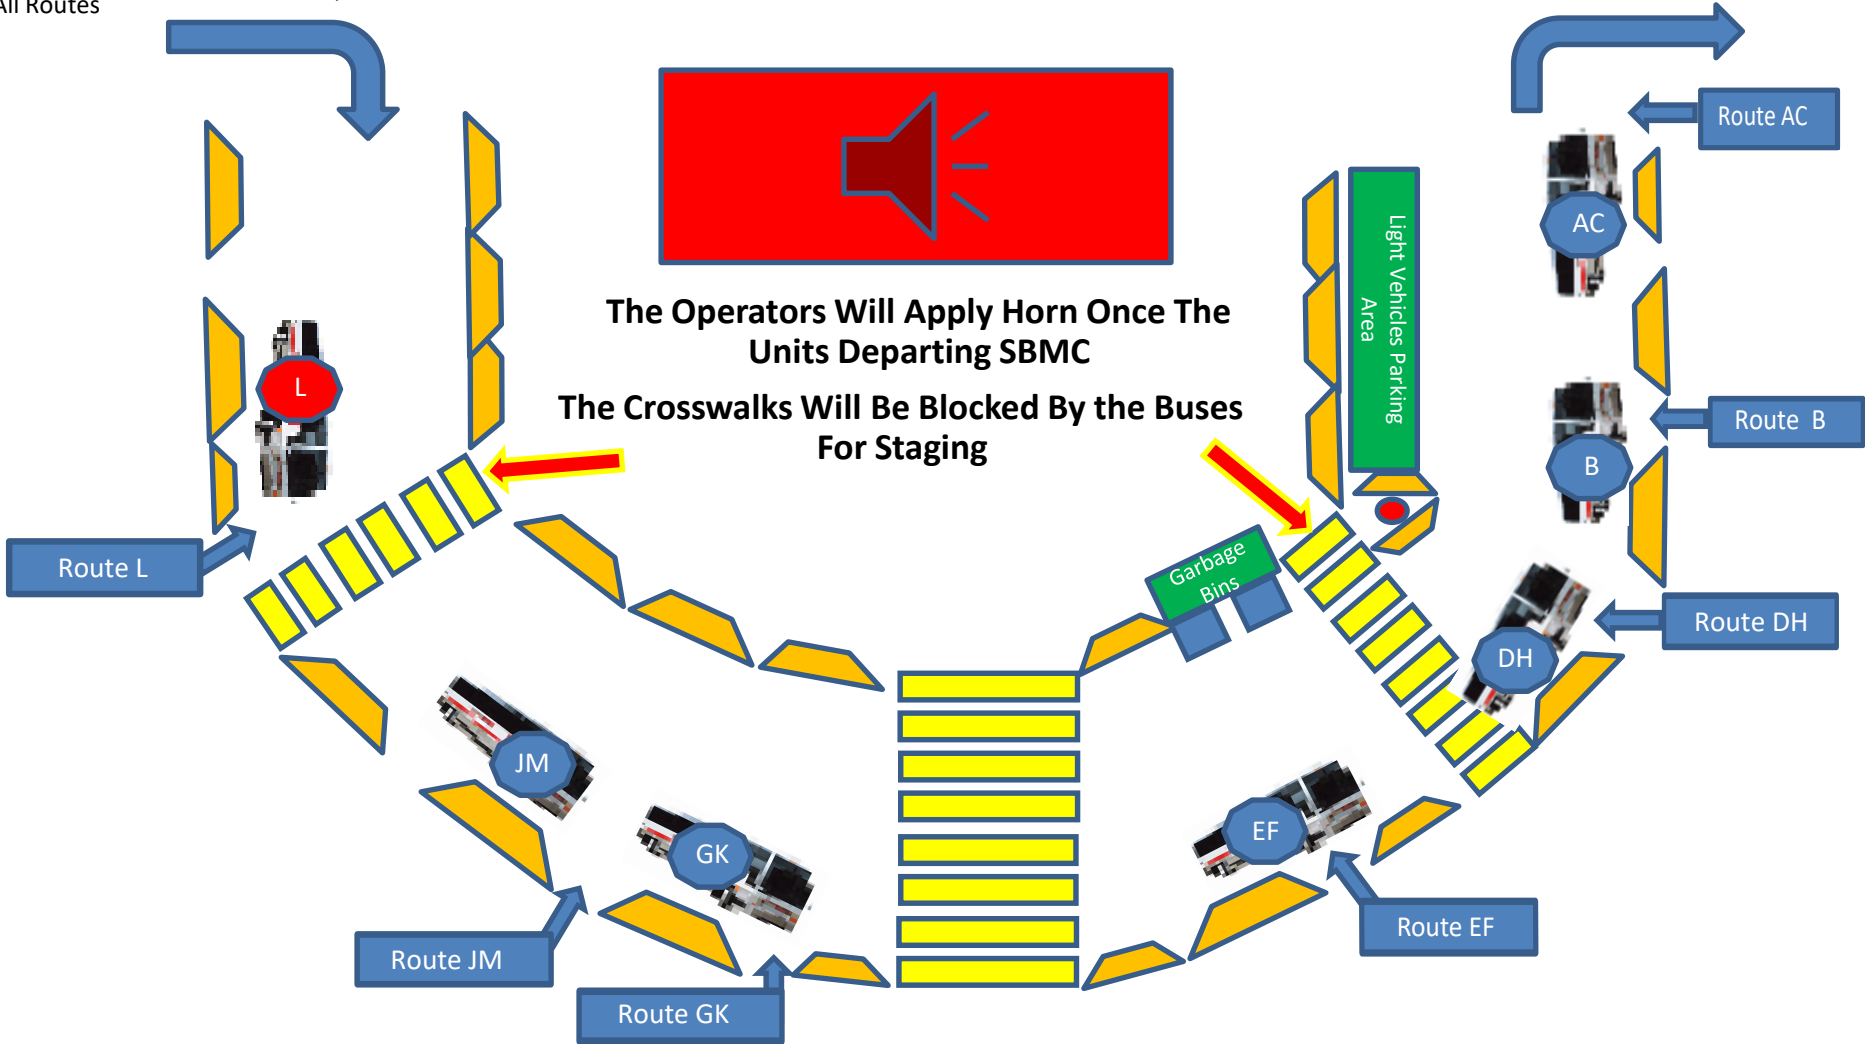 All Routes
Route AC
AC
Light Vehicles Parking
Area
The Operators Will Apply Horn Once The
Units Departing SBMC
The Crosswalks Will Be Blocked By the Buses
For Staging
L
Route B
B
Route L
Garbage
Bins
Route DH
DH
JM
GK
EF
Route EF
Route JM
Route GK